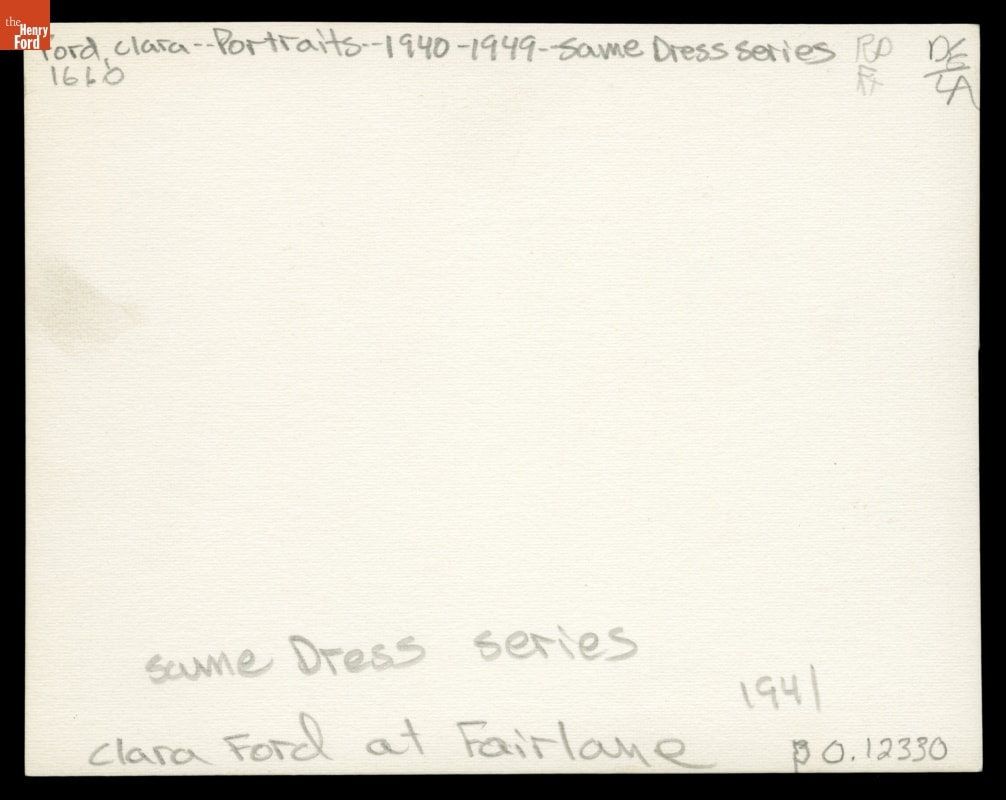 the Henry Ford
Ford, Clara--Portraits--1940-1949--Same Dress series
1660
same Dress series
1941
Clara Ford at Fairlane
P O.12330